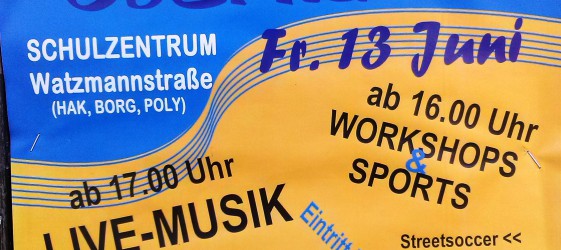 SCHULZENTRUM
Watzmannstraße
(HAK, BORG, POLY)
Fr. 13 Juni
ab 16.00 Uhr
WORKSHOPS
&
SPORTS
ab 17.00 Uhr
LIVE-MUSIK
Eintritt
Streetsoccer <<